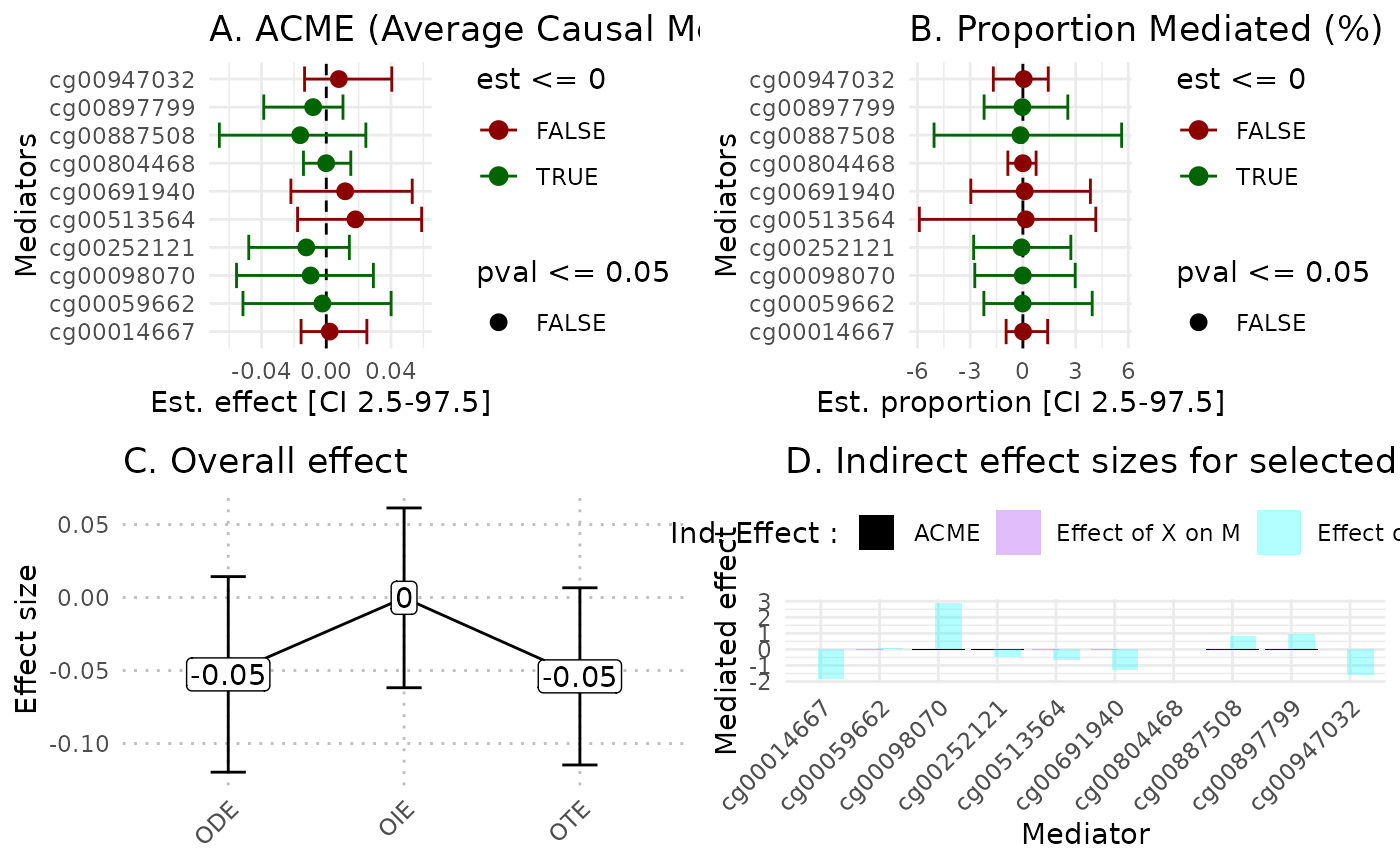 A. ACME (Average Causal Me
Mediators
cg00947032
cg00897799
cg00887508
cg00804468
cg00691940
cg00513564
cg00252121
cg00098070
cg00059662
cg00014667
-0.04 0.00 0.04
Est. effect [CI 2.5-97.5]
est <= 0
FALSE
TRUE
pval <= 0.05
FALSE
B. Proportion Mediated (%)
Mediators
cg00947032
cg00897799
cg00887508
cg00804468
cg00691940
cg00513564
cg00252121
cg00098070
cg00059662
cg00014667
-6 -3 0 3 6
Est. proportion [CI 2.5-97.5]
est <= 0
FALSE
TRUE
pval <= 0.05
FALSE
C. Overall effect
Effect size
0.05
0.00
-0.05
-0.10
-0.05
0
-0.05
ODE OIE OTE
D. Indirect effect sizes for selected
Ind. Effect : ACME Effect of X on M Effect o
Mediated effect
3
2
1
0
-1
-2
cg00014667 cg00059662 cg00098070 cg00252121 cg00513564 cg00691940 cg00804468 cg00887508 cg00897799 cg00947032
Mediator